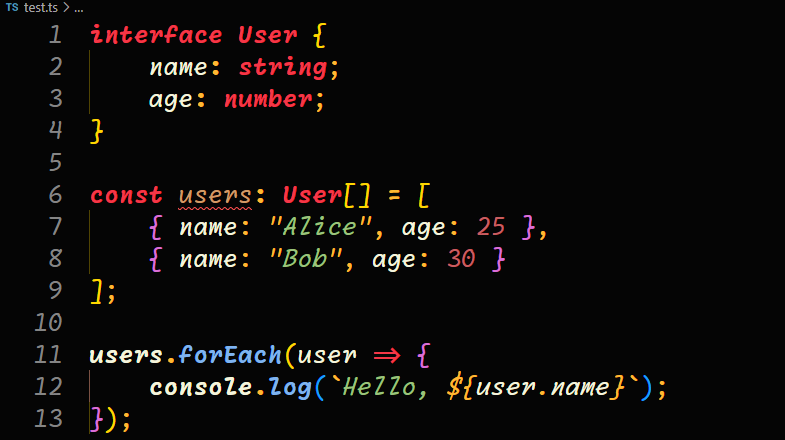 TS test.ts > ...
1 interface User {
2     name: string;
3     age: number;
4 }
5
6 const users: User[] = [
7     { name: "Alice", age: 25 },
8     { name: "Bob", age: 30 }
9 ];
10
11 users.forEach(user => {
12     console.log(`Hello, ${user.name}`);
13 });